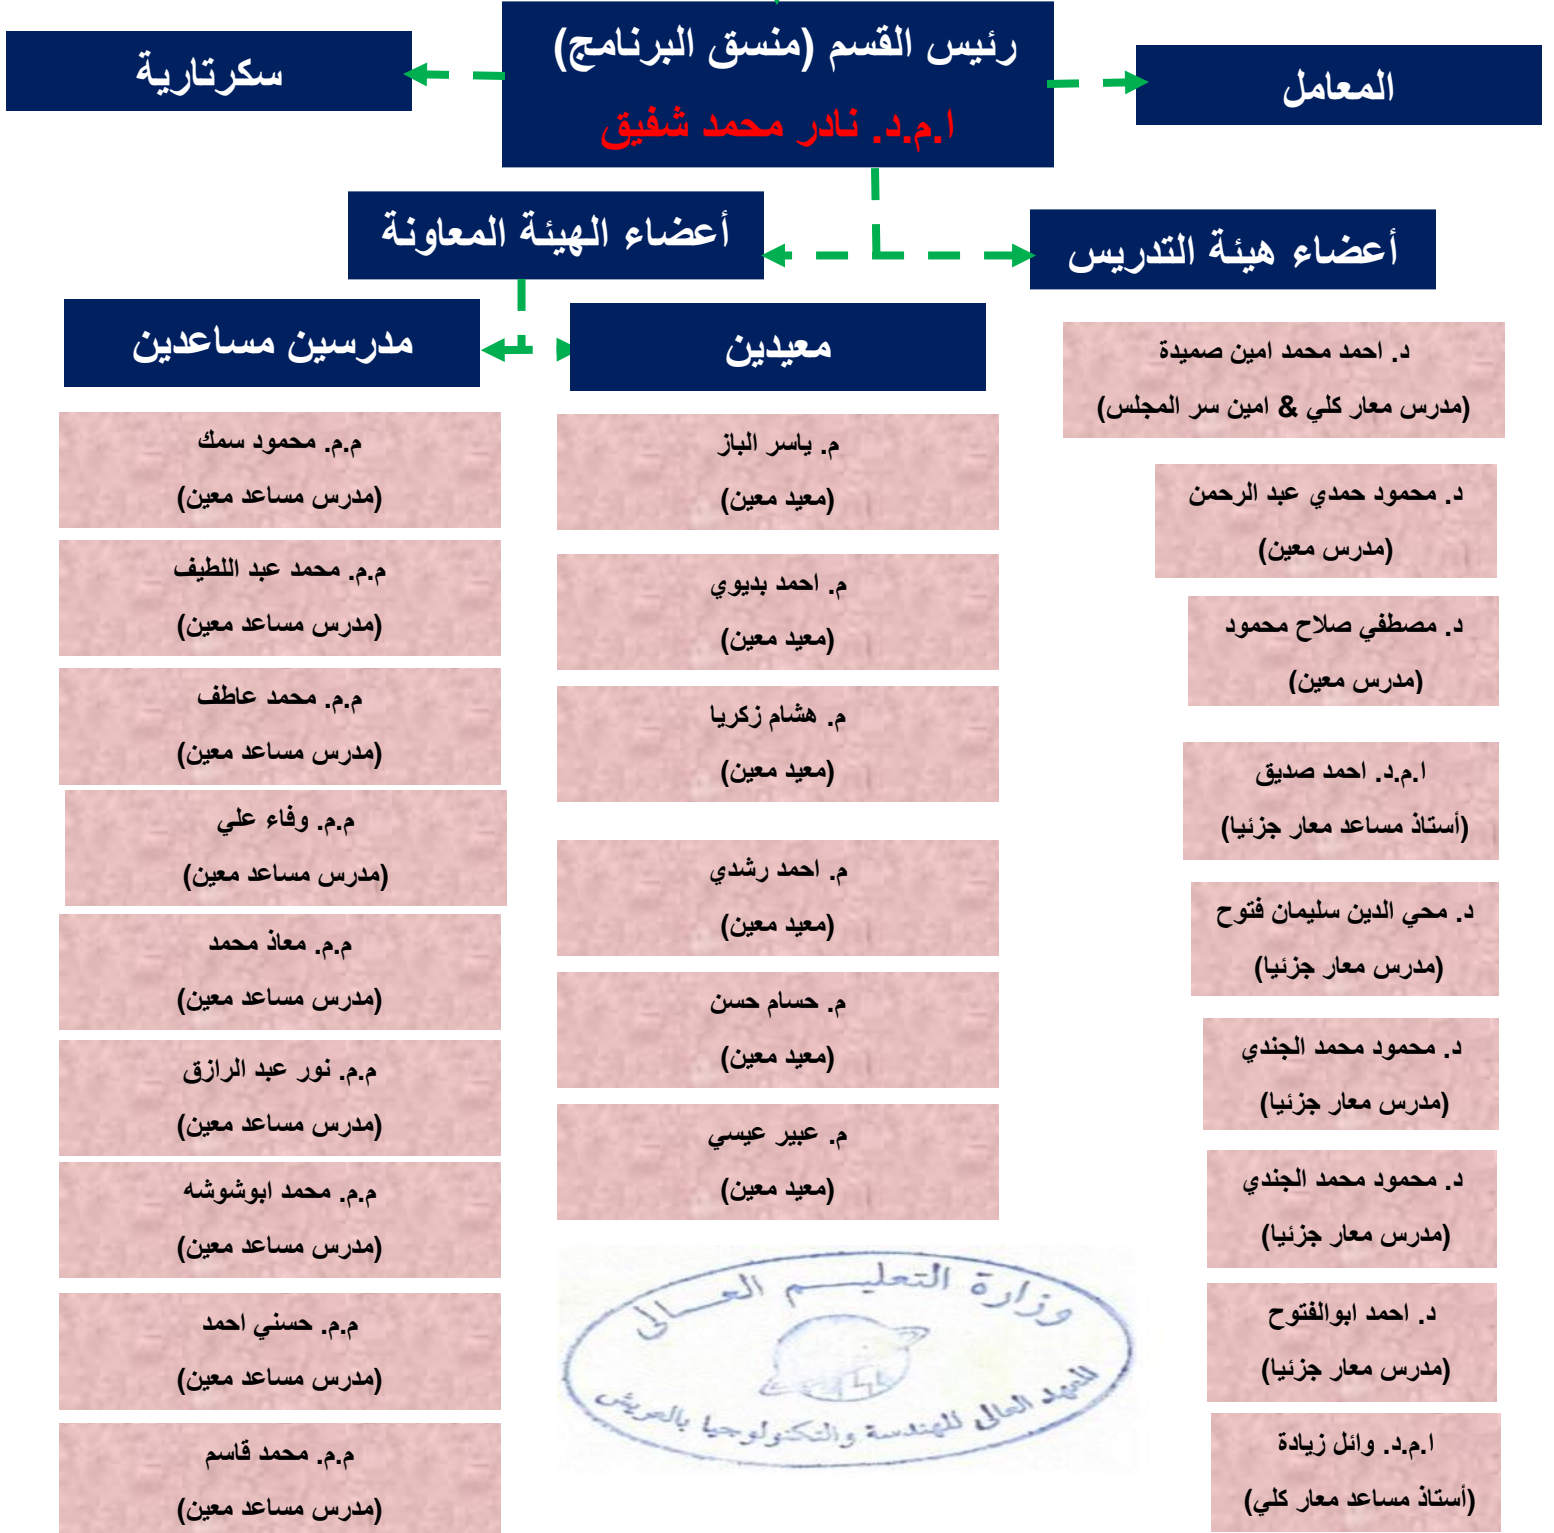 رئيس القسم (منسق البرنامج)
ا.م.د. نادر محمد شفيق
المعامل
سكرتارية
أعضاء هيئة التدريس
أعضاء الهيئة المعاونة
معيدين
مدرسين مساعدين
د. احمد محمد امين صميدة
(مدرس معار كلي & امين سر المجلس)
د. محمود حمدي عبد الرحمن
(مدرس معين)
د. مصطفي صلاح محمود
(مدرس معين)
ا.م.د. احمد صديق
(أستاذ مساعد معار جزئيا)
د. محي الدين سليمان فتوح
(مدرس معار جزئيا)
د. محمود محمد الجندي
(مدرس معار جزئيا)
د. محمود محمد الجندي
(مدرس معار جزئيا)
د. احمد ابوالفتوح
(مدرس معار جزئيا)
ا.م.د. وائل زيادة
(أستاذ مساعد معار كلي)
م. ياسر الباز
(معيد معين)
م. احمد بديوي
(معيد معين)
م. هشام زكريا
(معيد معين)
م. احمد رشدي
(معيد معين)
م. حسام حسن
(معيد معين)
م. عبير عيسي
(معيد معين)
م.م. محمود سمك
(مدرس مساعد معين)
م.م. محمد عبد اللطيف
(مدرس مساعد معين)
م.م. محمد عاطف
(مدرس مساعد معين)
م.م. وفاء علي
(مدرس مساعد معين)
م.م. معاذ محمد
(مدرس مساعد معين)
م.م. نور عبد الرازق
(مدرس مساعد معين)
م.م. محمد ابوشوشه
(مدرس مساعد معين)
م.م. حسني احمد
(مدرس مساعد معين)
م.م. محمد قاسم
(مدرس مساعد معين)
وزارة التعليم العالى
المعهد العالى للهندسة والتكنولوجيا بالعريش